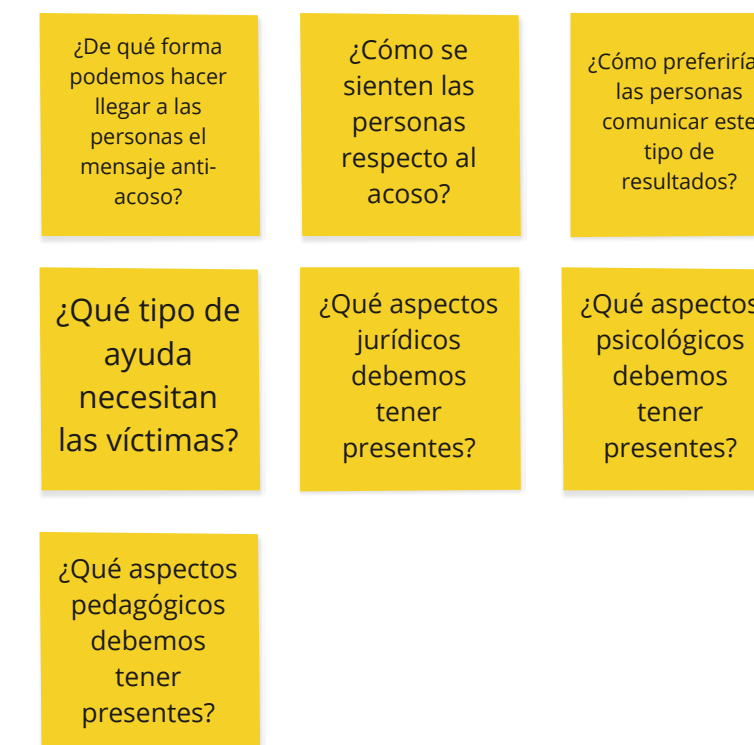 ¿De qué forma
podemos hacer
llegar a las
personas el
mensaje anti-
acoso?
¿Cómo se
sienten las
personas
respecto al
acoso?
¿Cómo preferiría
las personas
comunicar este
tipo de
resultados?
¿Qué tipo de
ayuda
necesitan
las víctimas?
¿Qué aspectos
jurídicos
debemos
tener
presentes?
¿Qué aspectos
psicológicos
debemos
tener
presentes?
¿Qué aspectos
pedagógicos
debemos
tener
presentes?